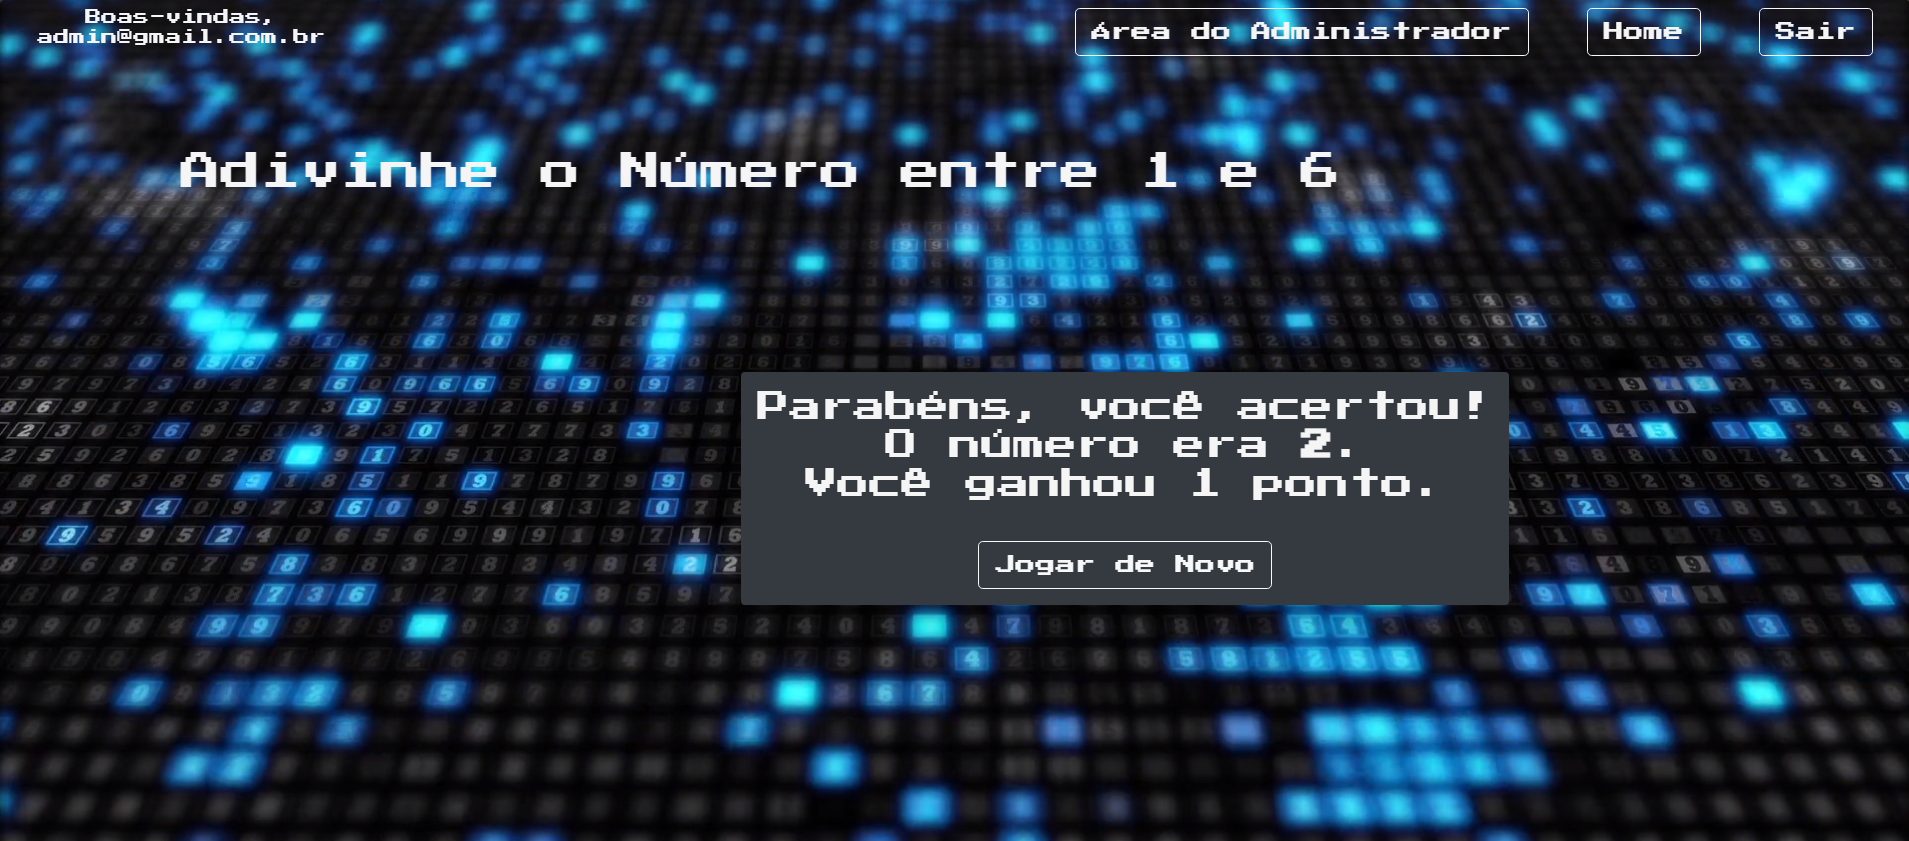 Boas-vindas,
admin@gmail.com.br
Área do Administrador
Home
Sair
Adivinhe o Número entre 1 e 6
Parabéns, você acertou!
O número era 2.
Você ganhou 1 ponto.
Jogar de Novo